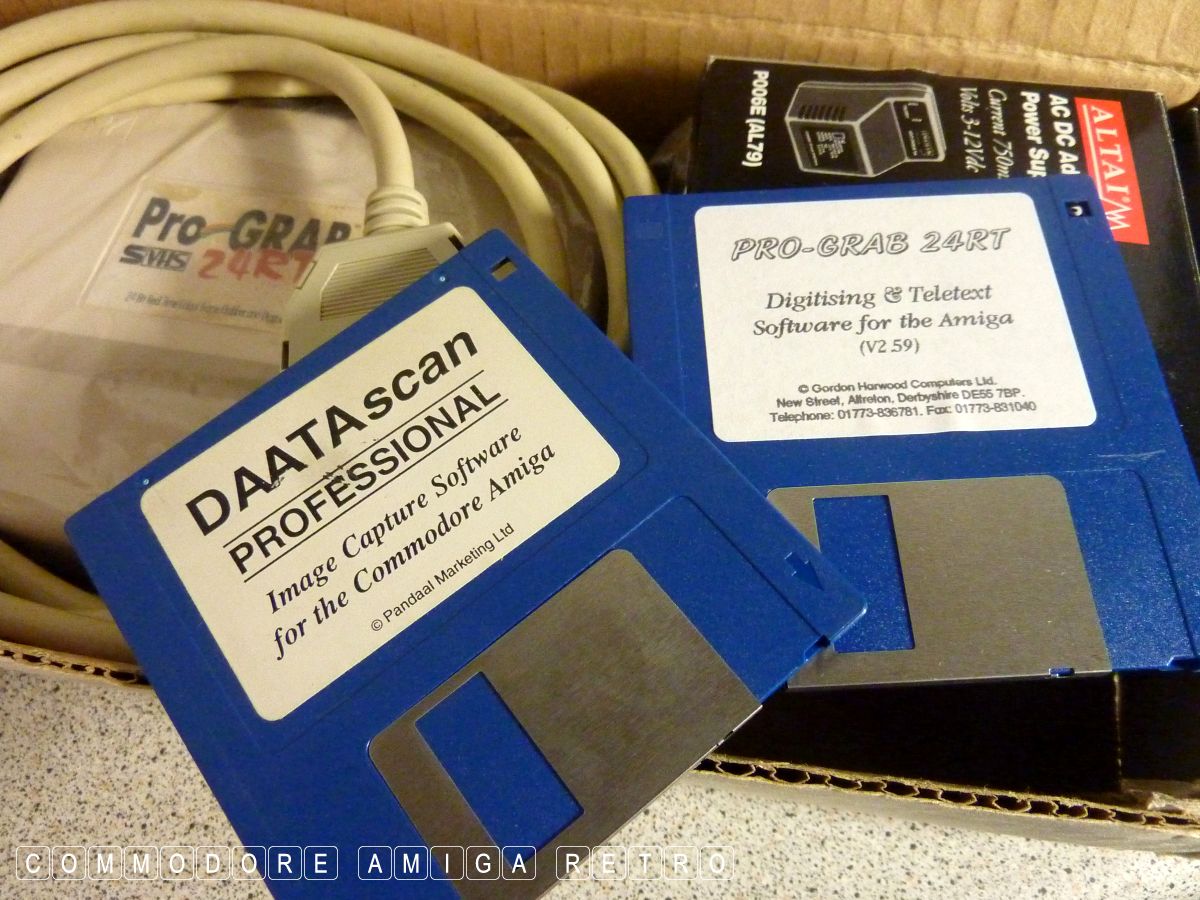 Pro-GRAB
SVHS 24RT
ALTAI
AC DC Ad
Power Sup
Current 750m
Volts 3-12Vdc
P006E (AL79)
PRO-GRAB 24RT
Digitising & Teletext
Software for the Amiga
(V2.59)
© Gordon Harwood Computers Ltd.
New Street, Alfreton, Derbyshire DE55 7BP.
Telephone: 01773-836781. Fax: 01773-831040
DAATAscan
PROFESSIONAL
Image Capture Software
for the Commodore Amiga
© Pandaal Marketing Ltd
COMMODORE AMIGA RETRO